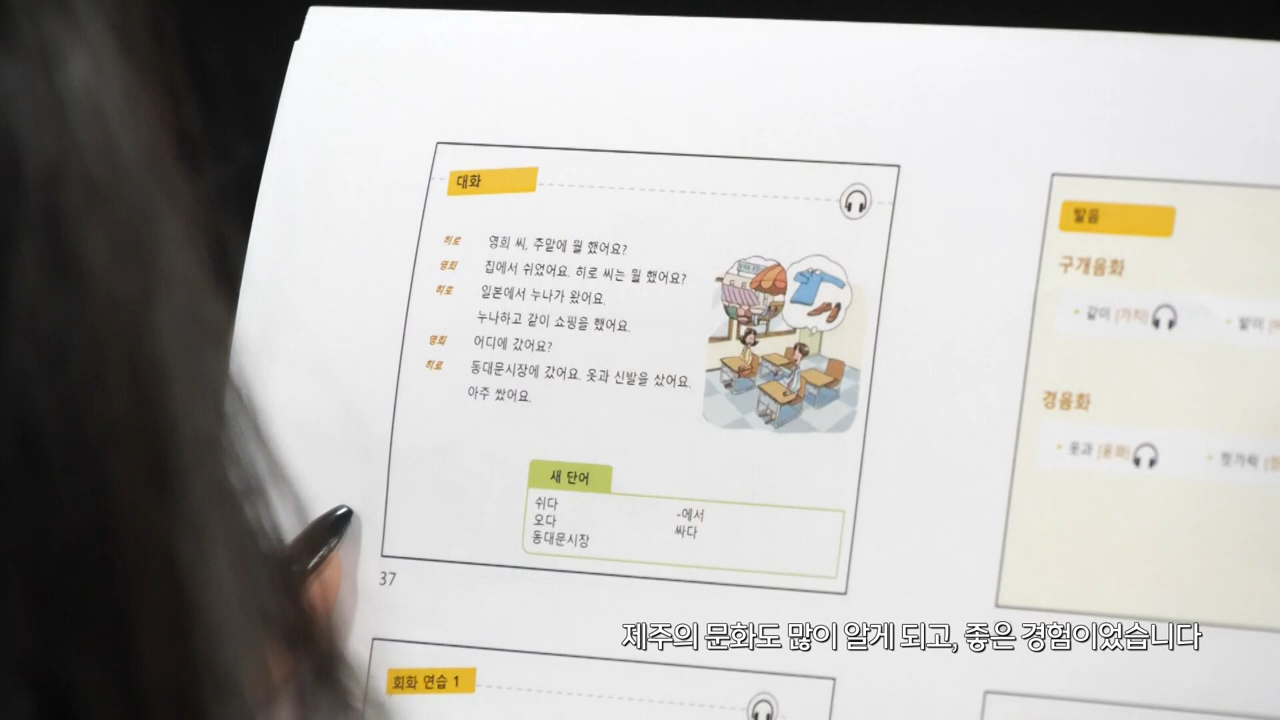 대화
히로 영희 씨, 주말에 뭘 했어요?
영희 집에서 쉬었어요. 히로 씨는 뭘 했어요?
히로 일본에서 누나가 왔어요.
누나하고 같이 쇼핑을 했어요.
영희 어디에 갔어요?
히로 동대문시장에 갔어요. 옷과 신발을 샀어요.
아주 쌌어요.
새 단어
쉬다 -에서
오다 싸다
동대문시장
37
회화 연습 1
발음
구개음화
• 같이 [가치]
경음화
• 옷과 [옫꽈]
• 젓가락
제주의 문화도 많이 알게 되고, 좋은 경험이었습니다